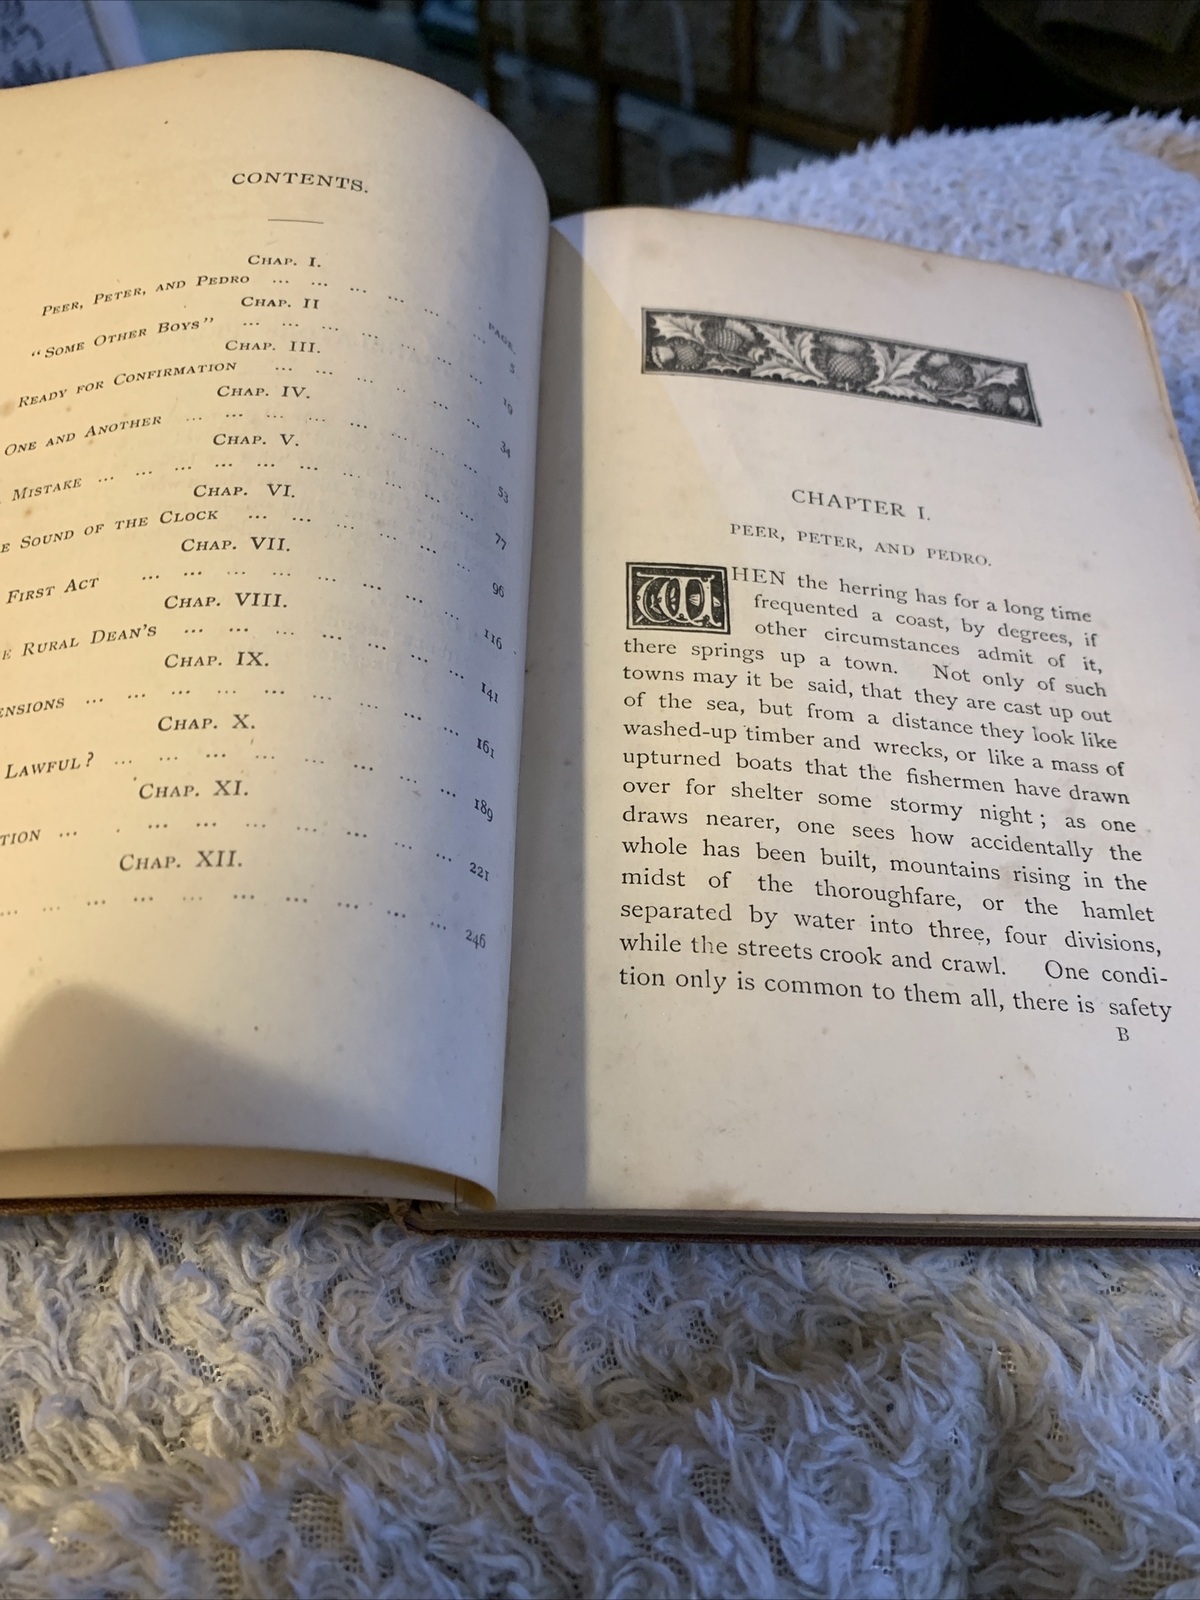 CONTENTS.
CHAP. I.
PAGE.
PEER, PETER, AND PEDRO ... ... ... ... ... ... 5
CHAP. II
"SOME OTHER BOYS" ... ... ... ... ... ... 19
CHAP. III.
READY FOR CONFIRMATION ... ... ... ... ... 34
CHAP. IV.
ONE AND ANOTHER ... ... ... ... ... ... ... 53
CHAP. V.
MISTAKE ... ... ... ... ... ... ... ... 77
CHAP. VI.
SOUND OF THE CLOCK ... ... ... ... ... 96
CHAP. VII.
FIRST ACT ... ... ... ... ... ... ... 116
CHAP. VIII.
RURAL DEAN'S ... ... ... ... ... ... 141
CHAP. IX.
ENSIONS ... ... ... ... ... ... ... ... 161
CHAP. X.
LAWFUL? ... ... ... ... ... ... ... ... 189
CHAP. XI.
TION ... . ... ... ... ... ... ... ... 221
CHAP. XII.
... ... ... ... ... ... ... ... ... ... 246
CHAPTER I.
PEER, PETER, AND PEDRO.
WHEN the herring has for a long time
frequented a coast, by degrees, if
other circumstances admit of it,
there springs up a town. Not only of such
towns may it be said, that they are cast up out
of the sea, but from a distance they look like
washed-up timber and wrecks, or like a mass of
upturned boats that the fishermen have drawn
over for shelter some stormy night; as one
draws nearer, one sees how accidentally the
whole has been built, mountains rising in the
midst of the thoroughfare, or the hamlet
separated by water into three, four divisions,
while the streets crook and crawl. One condi-
tion only is common to them all, there is safety
B